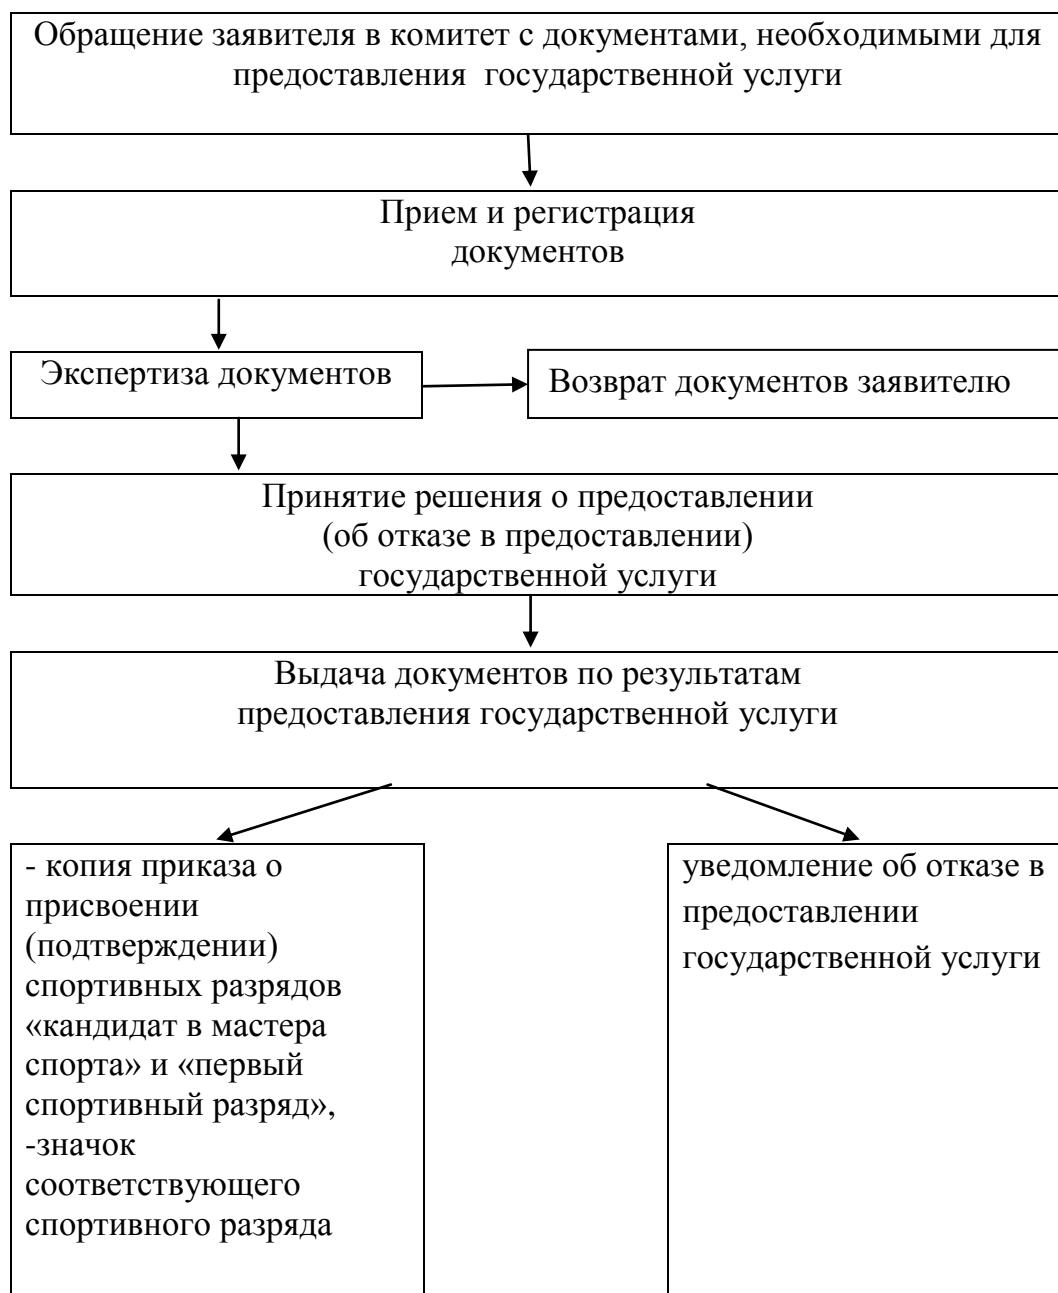 Обращение заявителя в комитет с документами, необходимыми для
предоставления государственной услуги
Прием и регистрация
документов
Экспертиза документов
Возврат документов заявителю
Принятие решения о предоставлении
(об отказе в предоставлении)
государственной услуги
Выдача документов по результатам
предоставления государственной услуги
- копия приказа о
присвоении
(подтверждении)
спортивных разрядов
«кандидат в мастера
спорта» и «первый
спортивный разряд»,
-значок
соответствующего
спортивного разряда
уведомление об отказе в
предоставлении
государственной услуги